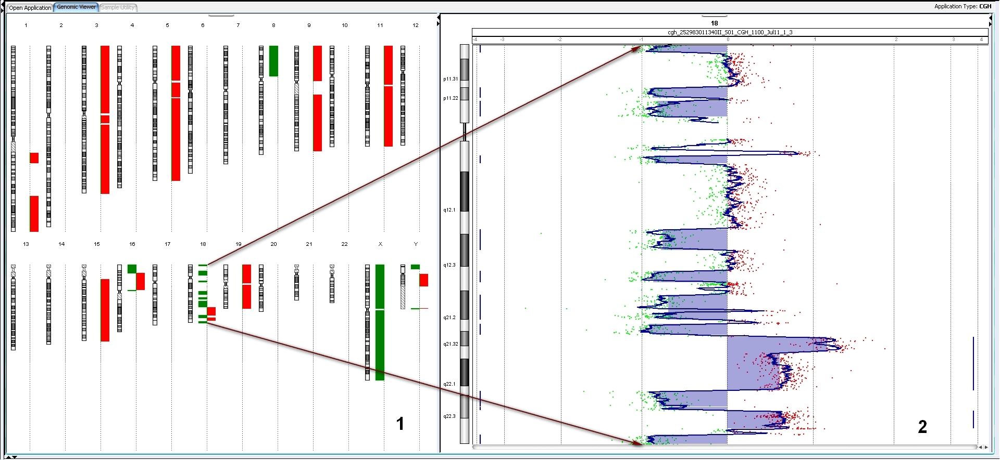 Open Application Genomic Viewer Sample Utility Application Type: CGH
1 2 3 4 5 6 7 8 9 10 11 12
13 14 15 16 17 18 19 20 21 22 X Y
1
18
cgh_252983011340II_S01_CGH_1100_Jul11_1_3
-4 -3 -2 -1 0 1 2 3 4
p11.31
p11.22
q12.1
q12.3
q21.2
q21.32
q22.1
q22.3
2